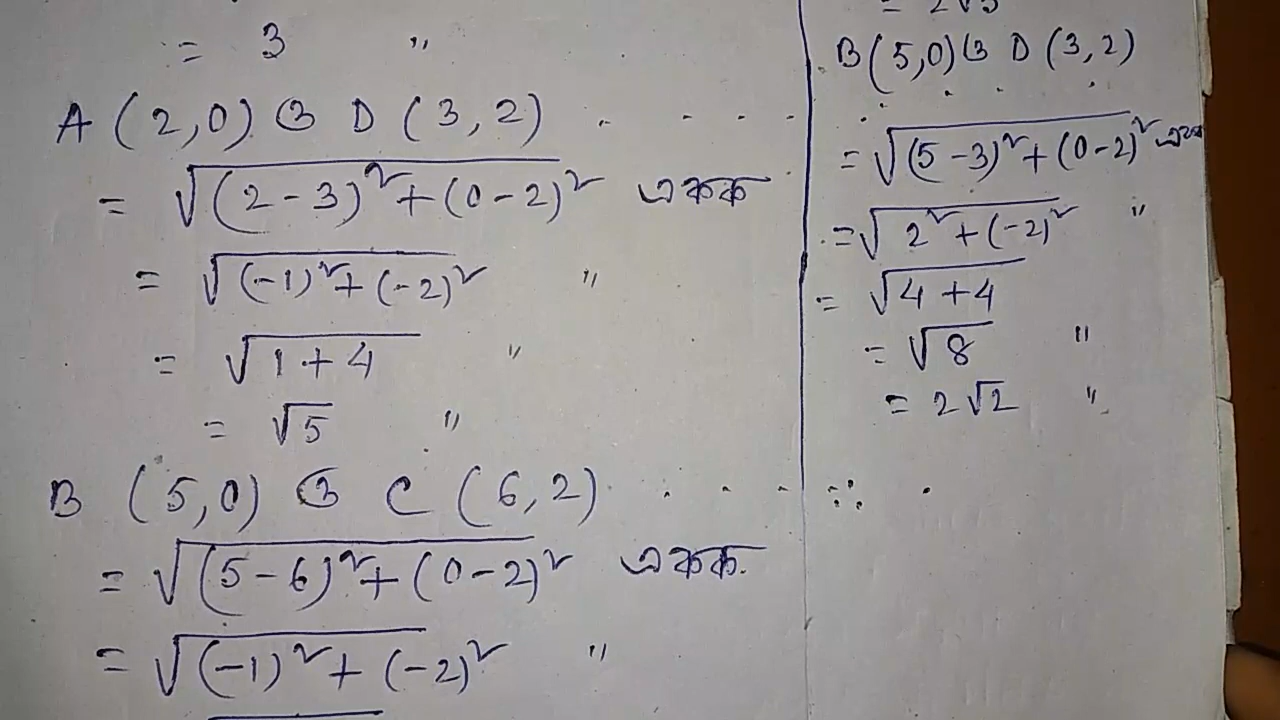 = 3 "
A (2,0) ও D (3,2) . . . . .
= √(2-3)² + (0-2)² একক
= √(-1)² + (-2)² "
= √1+4 "
= √5 "
B (5,0) ও C (6,2) . . . .
= √(5-6)² + (0-2)² একক.
= √(-1)² + (-2)² "
B(5,0) ও D (3,2)
= √(5-3)² + (0-2)²
= √2² + (-2)² "
= √4+4
= √8 "
= 2√2 "